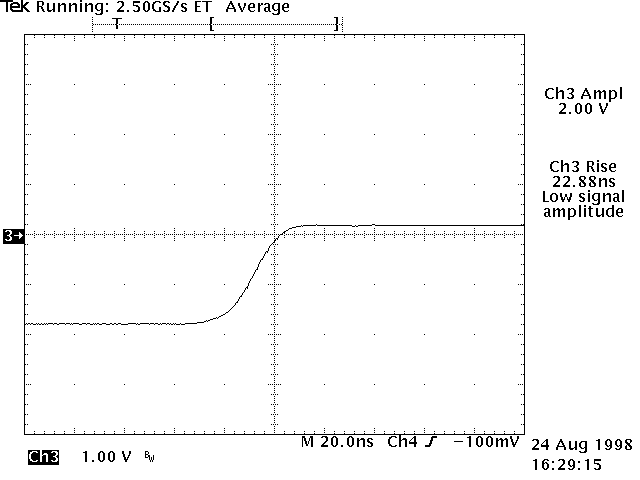 Tek Running: 2.50GS/s ET Average
T
Ch3 Ampl
2.00 V
Ch3 Rise
22.88ns
Low signal
amplitude
3→
M 20.0ns Ch4 ƒ −100mV
Ch3 1.00 V BW
24 Aug 1998
16:29:15